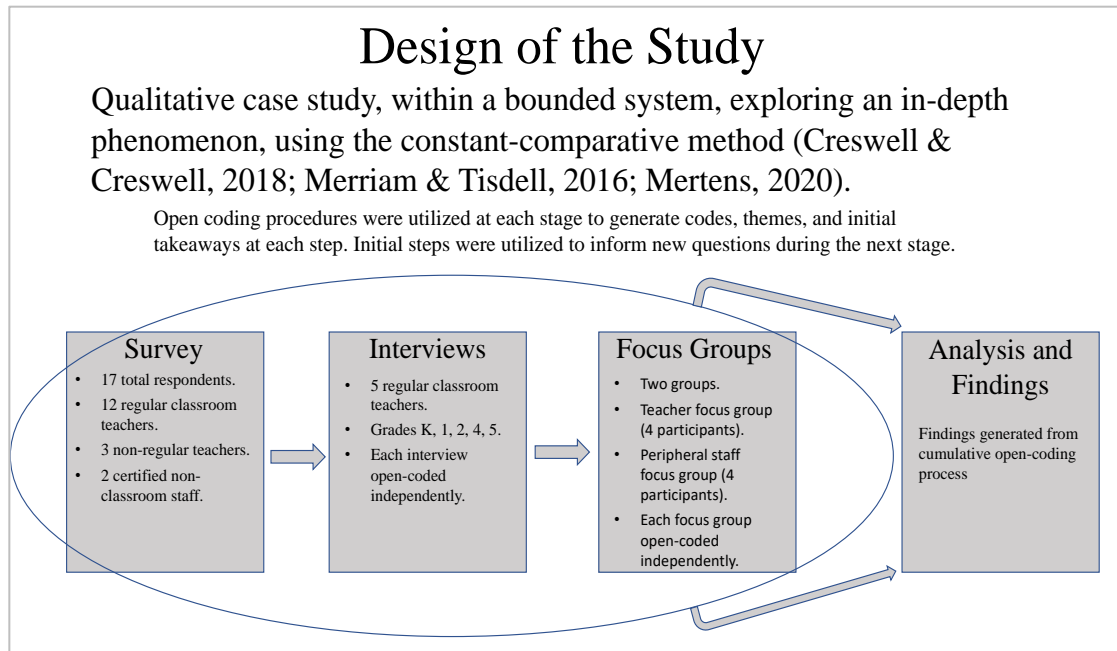 Design of the Study
Qualitative case study, within a bounded system, exploring an in-depth
phenomenon, using the constant-comparative method (Creswell &
Creswell, 2018; Merriam & Tisdell, 2016; Mertens, 2020).
Open coding procedures were utilized at each stage to generate codes, themes, and initial
takeaways at each step. Initial steps were utilized to inform new questions during the next stage.
Survey
• 17 total respondents.
• 12 regular classroom
teachers.
• 3 non-regular teachers.
• 2 certified non-
classroom staff.
Interviews
• 5 regular classroom
teachers.
• Grades K, 1, 2, 4, 5.
• Each interview
open-coded
independently.
Focus Groups
• Two groups.
• Teacher focus group
(4 participants).
• Peripheral staff
focus group (4
participants).
• Each focus group
open-coded
independently.
Analysis and
Findings
Findings generated from
cumulative open-coding
process